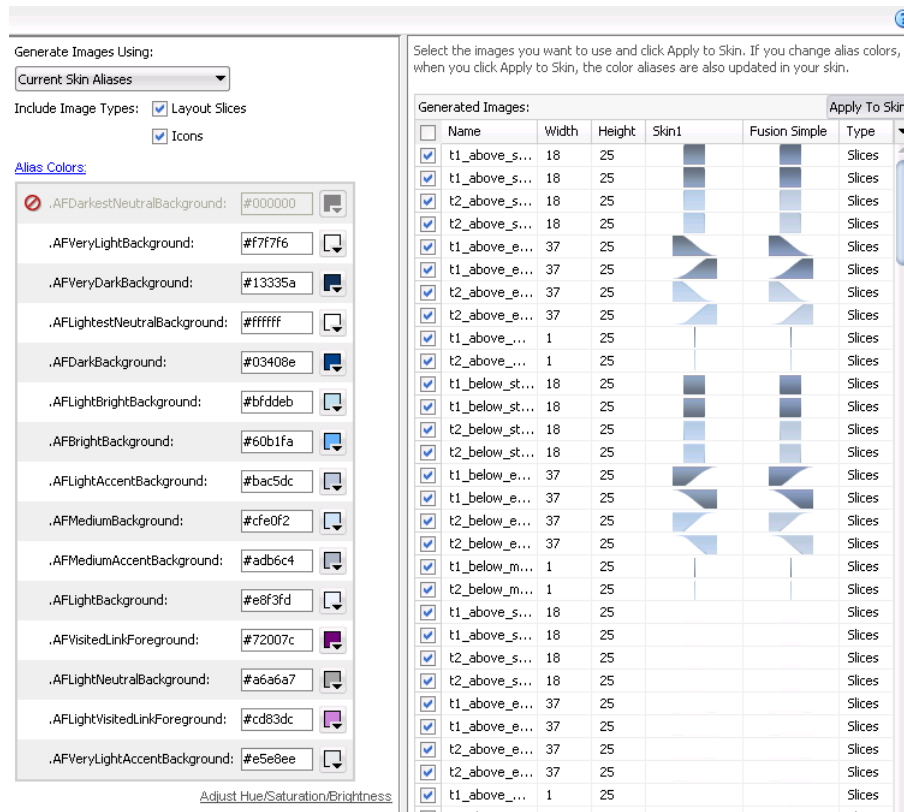 Generate Images Using:
Current Skin Aliases
Include Image Types: Layout Slices
Icons
Alias Colors:
.AFDarkestNeutralBackground: #000000
.AFVeryLightBackground: #f7f7f6
.AFVeryDarkBackground: #13335a
.AFLightestNeutralBackground: #ffffff
.AFDarkBackground: #03408e
.AFLightBrightBackground: #bfddeb
.AFBrightBackground: #60b1fa
.AFLightAccentBackground: #bac5dc
.AFMediumBackground: #cfe0f2
.AFMediumAccentBackground: #adb6c4
.AFLightBackground: #e8f3fd
.AFVisitedLinkForeground: #72007c
.AFLightNeutralBackground: #a6a6a7
.AFLightVisitedLinkForeground: #cd83dc
.AFVeryLightAccentBackground: #e5e8ee
Adjust Hue/Saturation/Brightness
Select the images you want to use and click Apply to Skin. If you change alias colors,
when you click Apply to Skin, the color aliases are also updated in your skin.
Generated Images: Apply To Skin
Name Width Height Skin1 Fusion Simple Type
t1_above_s... 18 25 Slices
t1_above_s... 18 25 Slices
t2_above_s... 18 25 Slices
t2_above_s... 18 25 Slices
t1_above_e... 37 25 Slices
t1_above_e... 37 25 Slices
t2_above_e... 37 25 Slices
t2_above_e... 37 25 Slices
t1_above_... 1 25 Slices
t2_above_... 1 25 Slices
t1_below_st... 18 25 Slices
t1_below_st... 18 25 Slices
t2_below_st... 18 25 Slices
t2_below_st... 18 25 Slices
t1_below_e... 37 25 Slices
t1_below_e... 37 25 Slices
t2_below_e... 37 25 Slices
t2_below_e... 37 25 Slices
t1_below_m... 1 25 Slices
t2_below_m... 1 25 Slices
t1_above_s... 18 25 Slices
t1_above_s... 18 25 Slices
t2_above_s... 18 25 Slices
t2_above_s... 18 25 Slices
t1_above_e... 37 25 Slices
t1_above_e... 37 25 Slices
t2_above_e... 37 25 Slices
t2_above_e... 37 25 Slices
t1_above_... 1 25 Slices